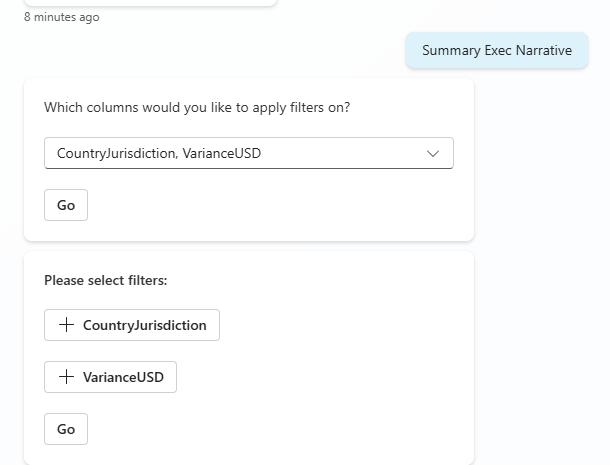 8 minutes ago
Summary Exec Narrative
Which columns would you like to apply filters on?
CountryJurisdiction, VarianceUSD
Go
Please select filters:
CountryJurisdiction
VarianceUSD
Go